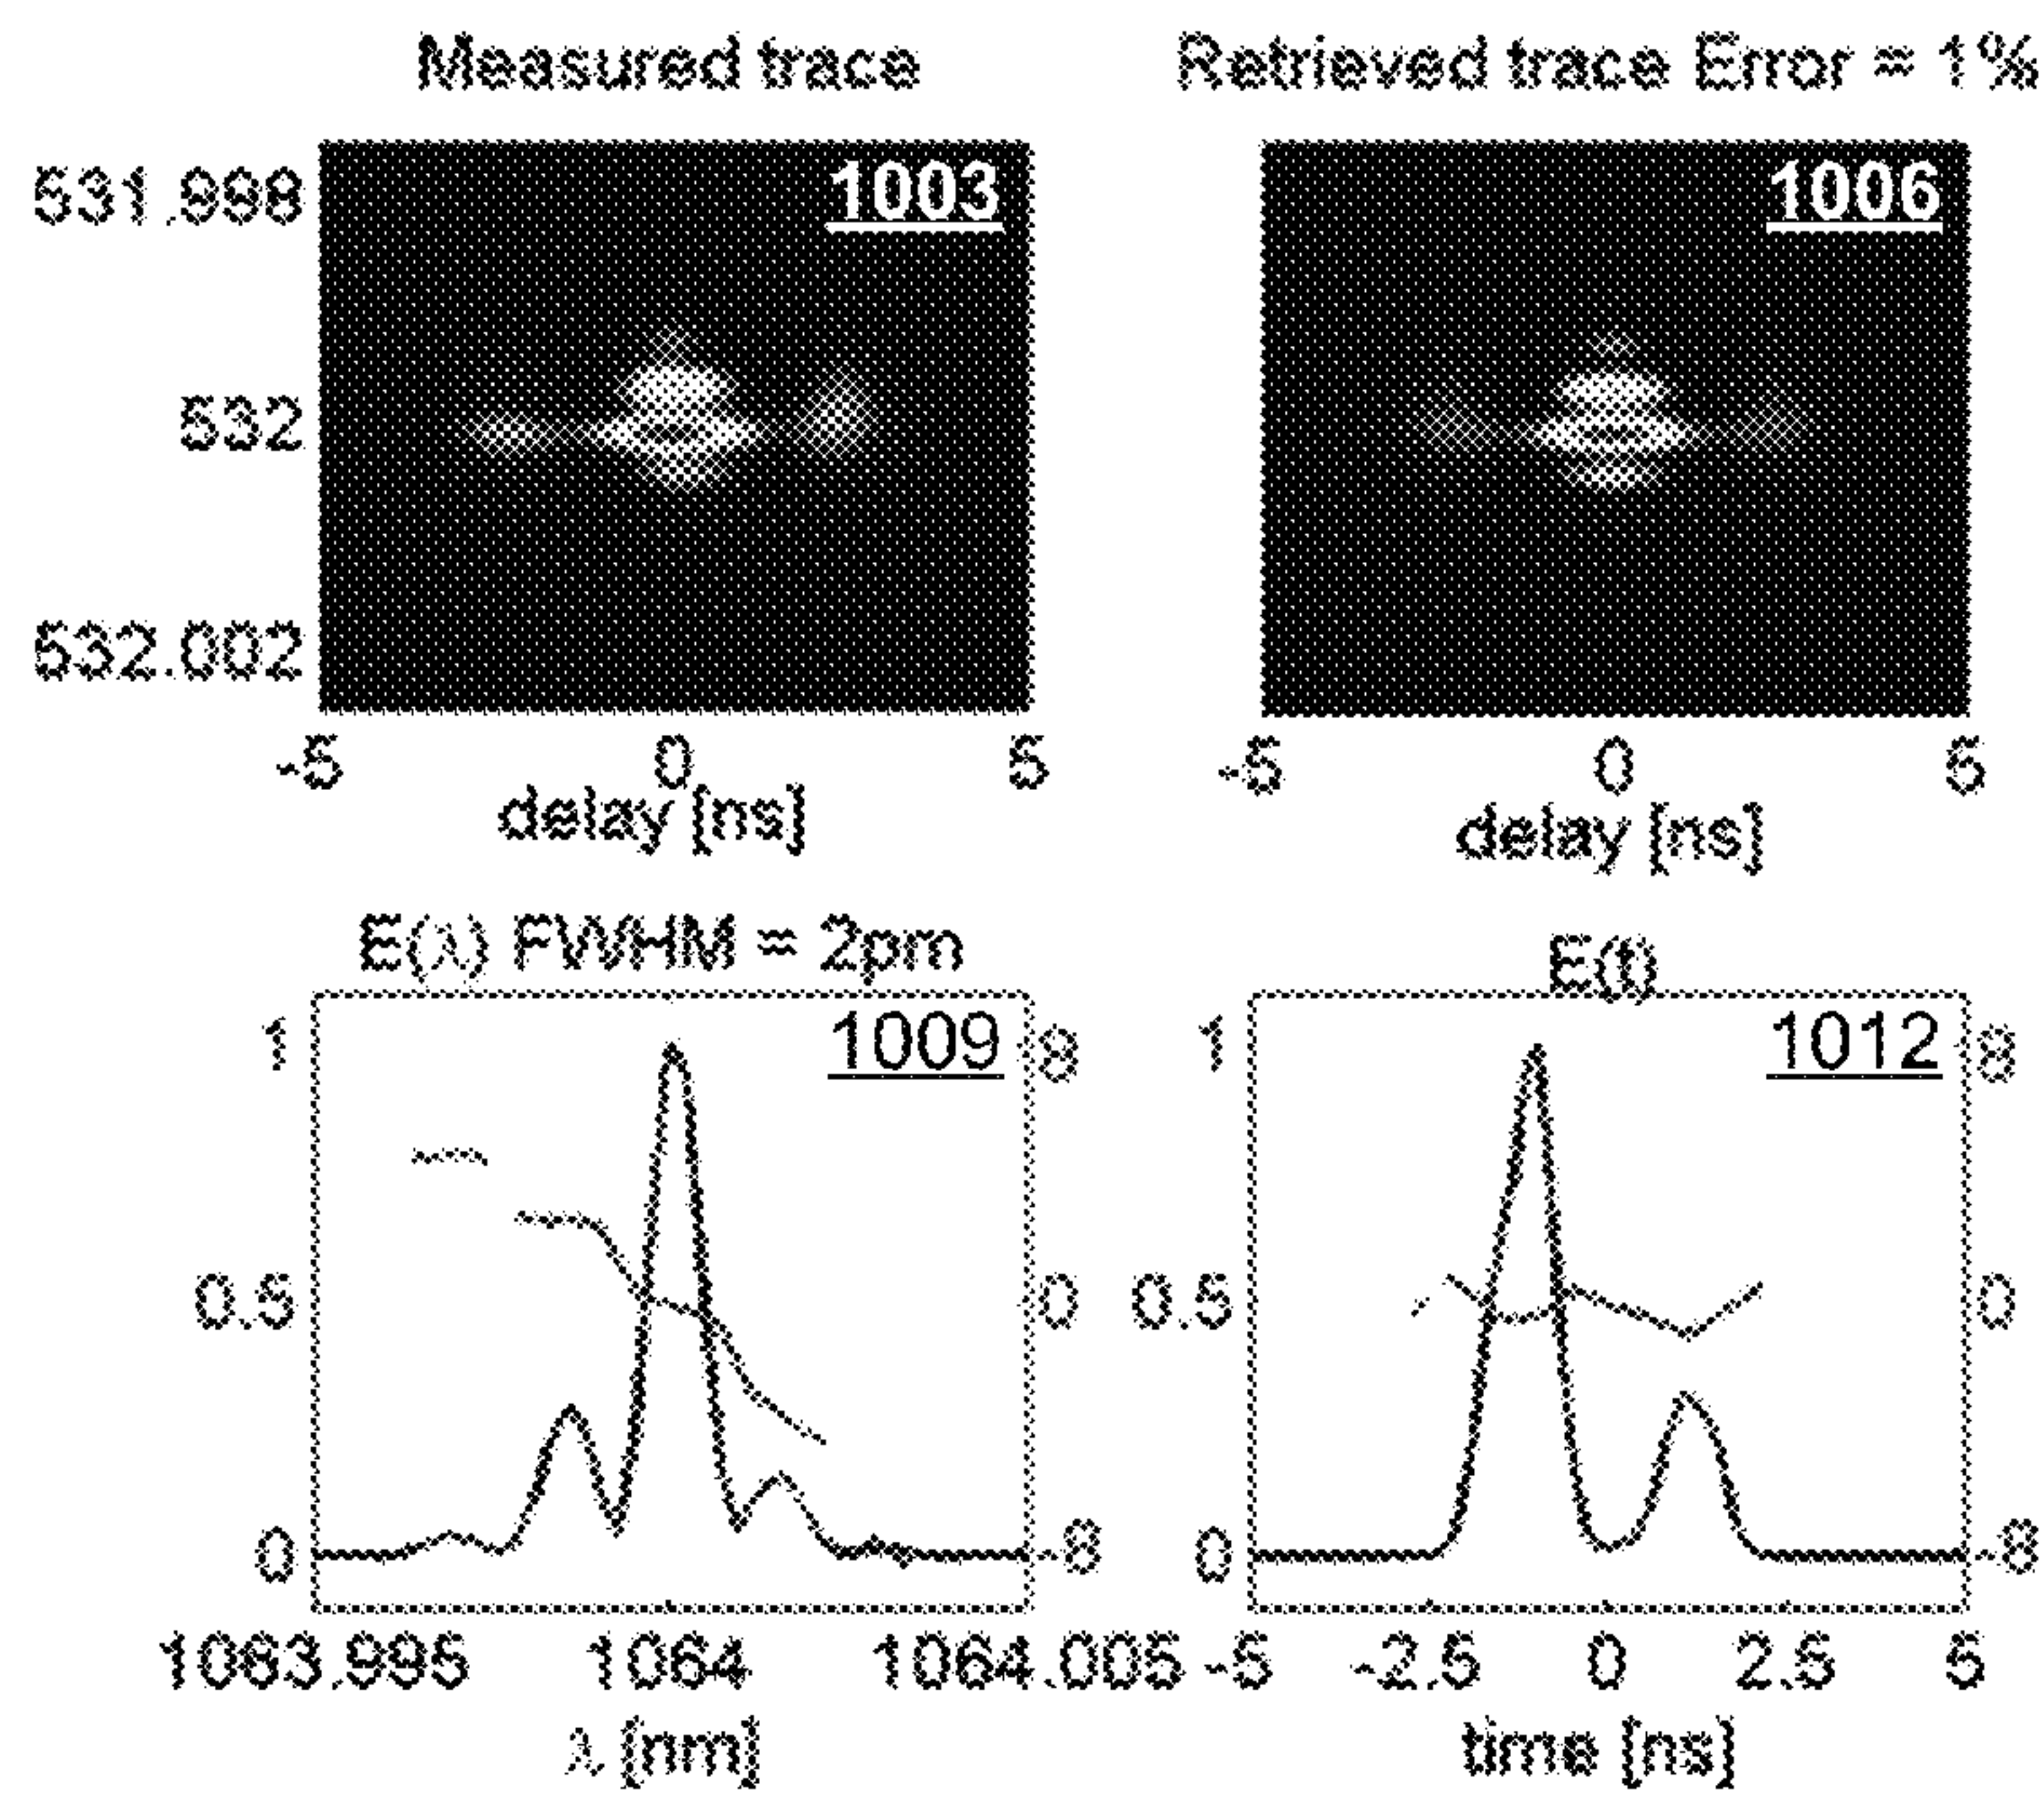 Measured trace
Retrieved trace Error = 1%
1003
1006
531.998
532
532.002
-5 0 5
delay [ns]
-5 0 5
delay [ns]
E(λ) FWHM = 2pm
E(t)
1009
1012
1
0.5
0
8
0
-8
1
0.5
0
8
0
-8
1063.995 1064 1064.005
λ [nm]
-5 -2.5 0 2.5 5
time [ns]